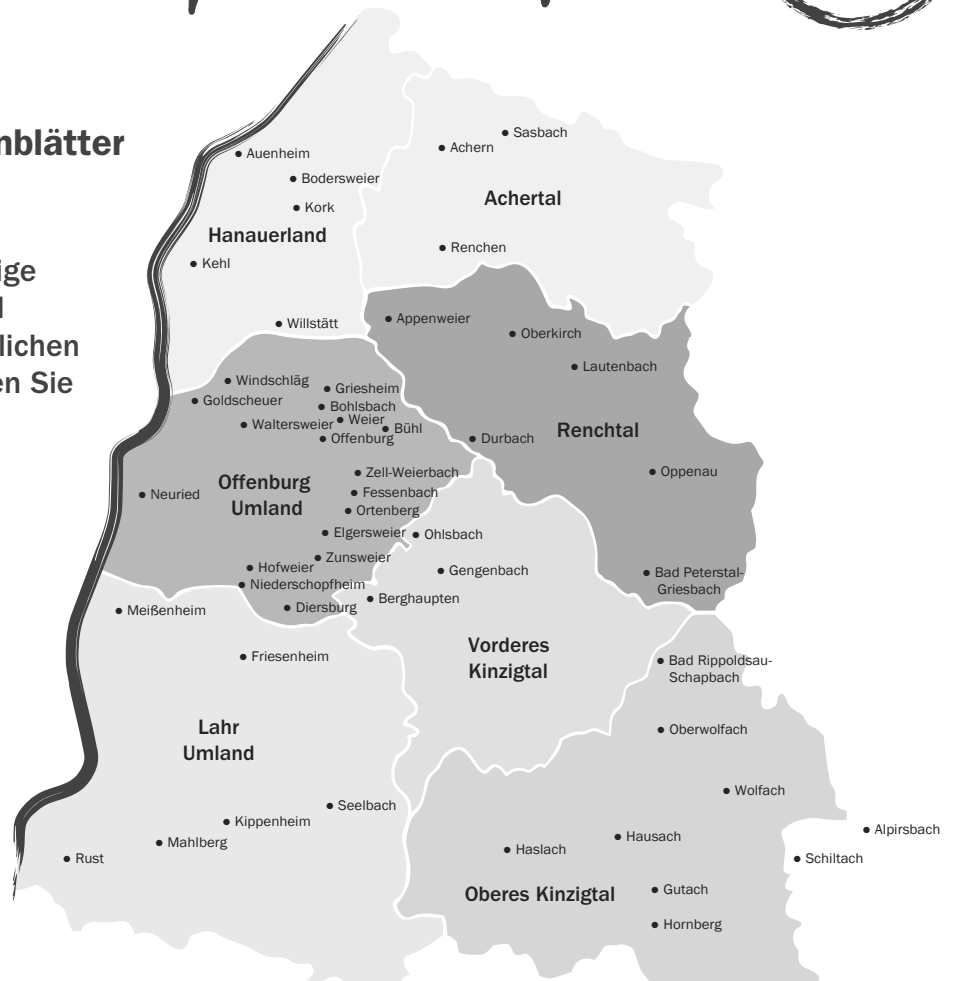 nblätter
ige
lichen
en Sie
Sasbach
Achern
Auenheim
Bodersweier
Achertal
Kork
Hanauerland
Renchen
Kehl
Willstätt
Appenweier
Oberkirch
Lautenbach
Windschläg
Griesheim
Goldscheuer
Bohlsbach
Weier
Waltersweier
Bühl
Offenburg
Durbach
Renchtal
Zell-Weierbach
Oppenau
Offenburg
Umland
Fessenbach
Neuried
Ortenberg
Elgersweier
Ohlsbach
Zunsweier
Hofweier
Gengenbach
Bad Peterstal-
Griesbach
Niederschopfheim
Berghaupten
Diersburg
Meißenheim
Vorderes
Kinzigtal
Friesenheim
Bad Rippoldsau-
Schapbach
Lahr
Umland
Oberwolfach
Wolfach
Seelbach
Kippenheim
Alpirsbach
Hausach
Mahlberg
Haslach
Rust
Schiltach
Oberes Kinzigtal
Gutach
Hornberg